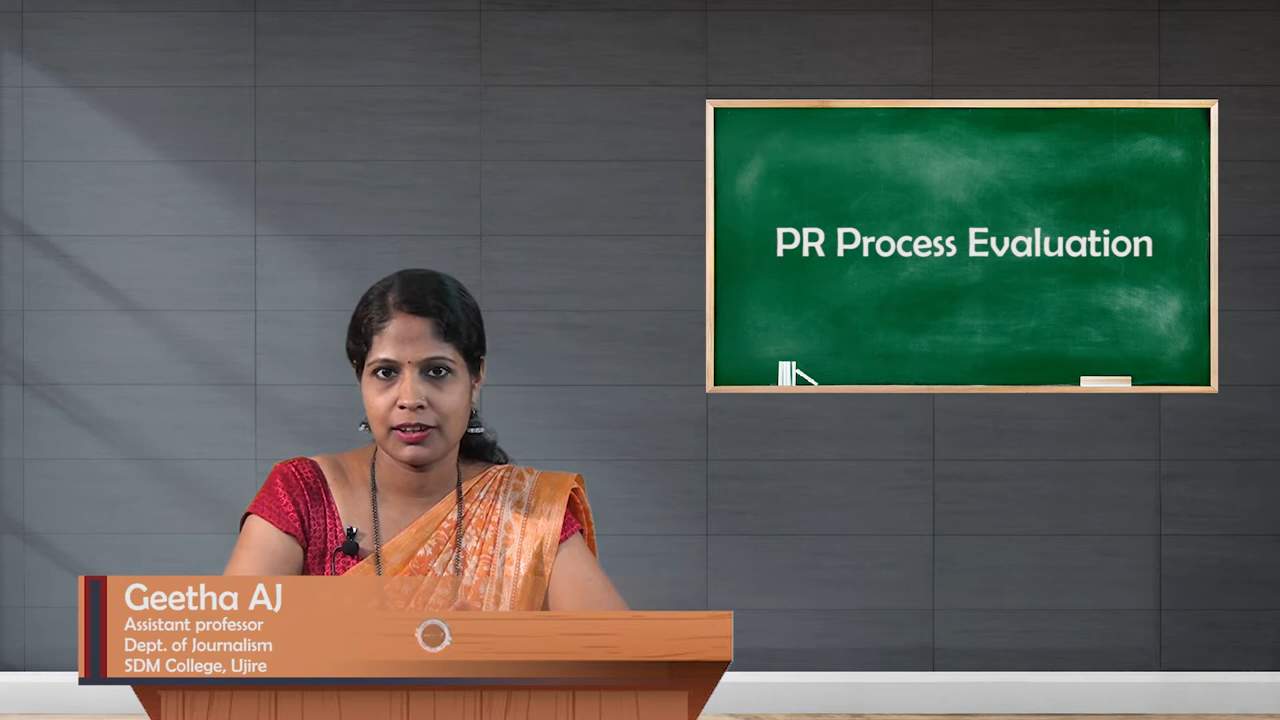 PR Process Evaluation
Geetha AJ
Assistant professor
Dept. of Journalism
SDM College, Ujire